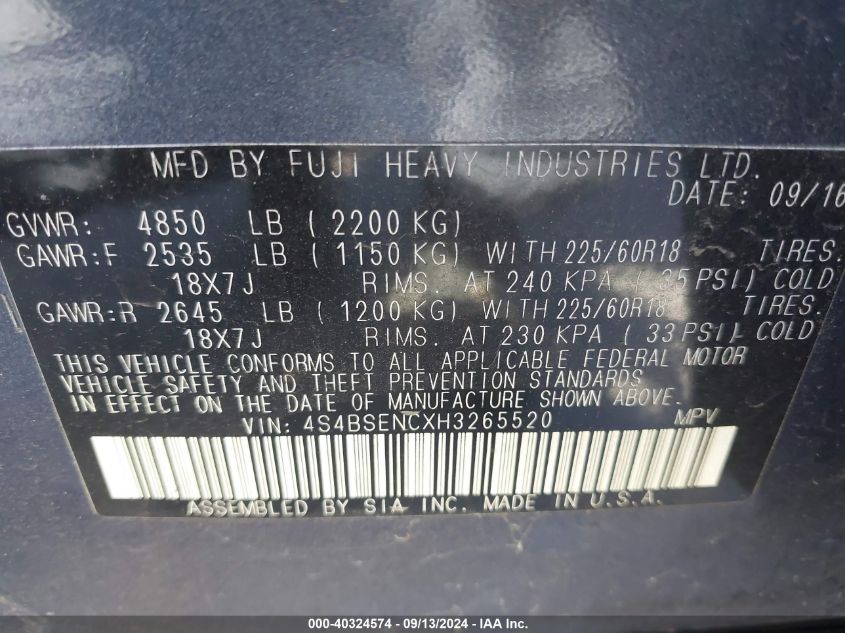 MFD BY FUJI HEAVY INDUSTRIES LTD.
DATE: 09/16
GVWR: 4850 LB ( 2200 KG)
GAWR:F 2535 LB ( 1150 KG) WITH 225/60R18 TIRES.
18X7J RIMS. AT 240 KPA ( 35 PSI) COLD
GAWR:R 2645 LB ( 1200 KG) WITH 225/60R18 TIRES.
18X7J RIMS. AT 230 KPA ( 33 PSI) COLD
THIS VEHICLE CONFORMS TO ALL APPLICABLE FEDERAL MOTOR
VEHICLE SAFETY AND THEFT PREVENTION STANDARDS
IN EFFECT ON THE DATE OF MANUFACTURE SHOWN ABOVE.
VIN: 4S4BSENCXH3265520 MPV
ASSEMBLED BY SIA INC. MADE IN U.S.A.
000-40324574 - 09/13/2024 - IAA, Inc.